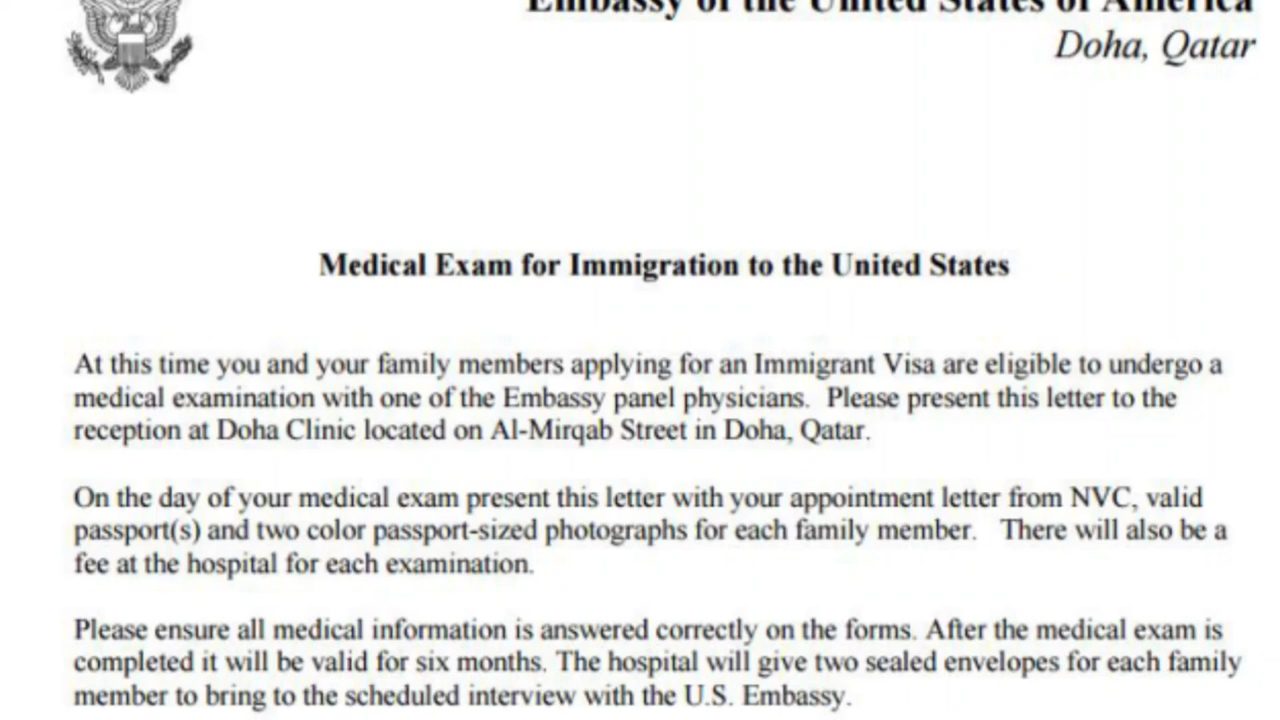 Embassy of the United States of America
Doha, Qatar
Medical Exam for Immigration to the United States
At this time you and your family members applying for an Immigrant Visa are eligible to undergo a
medical examination with one of the Embassy panel physicians. Please present this letter to the
reception at Doha Clinic located on Al-Mirqab Street in Doha, Qatar.
On the day of your medical exam present this letter with your appointment letter from NVC, valid
passport(s) and two color passport-sized photographs for each family member. There will also be a
fee at the hospital for each examination.
Please ensure all medical information is answered correctly on the forms. After the medical exam is
completed it will be valid for six months. The hospital will give two sealed envelopes for each family
member to bring to the scheduled interview with the U.S. Embassy.